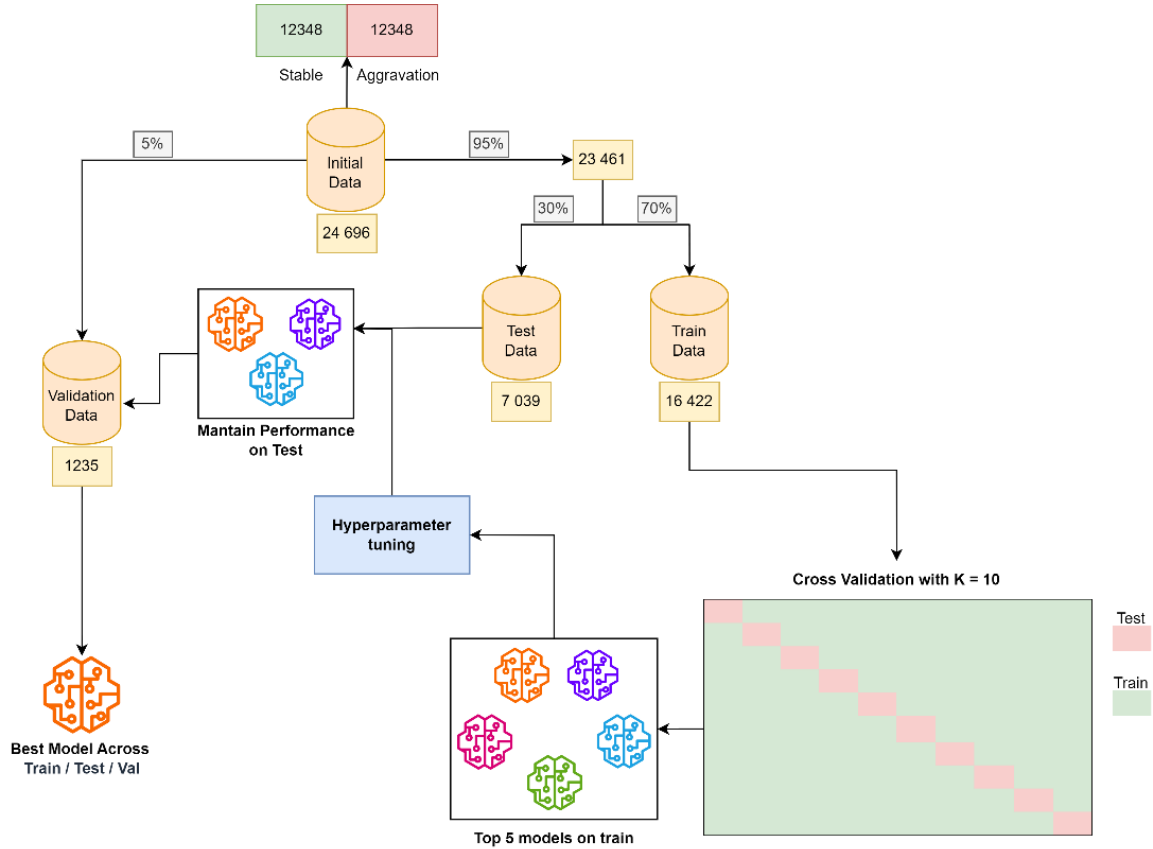 12348
12348
Stable
Aggravation
5%
Initial
Data
95%
23 461
24 696
30%
70%
Test
Data
Train
Data
7 039
16 422
Validation
Data
1235
Mantain Performance
on Test
Hyperparameter
tuning
Cross Validation with K = 10
Test
Train
Best Model Across
Train / Test / Val
Top 5 models on train